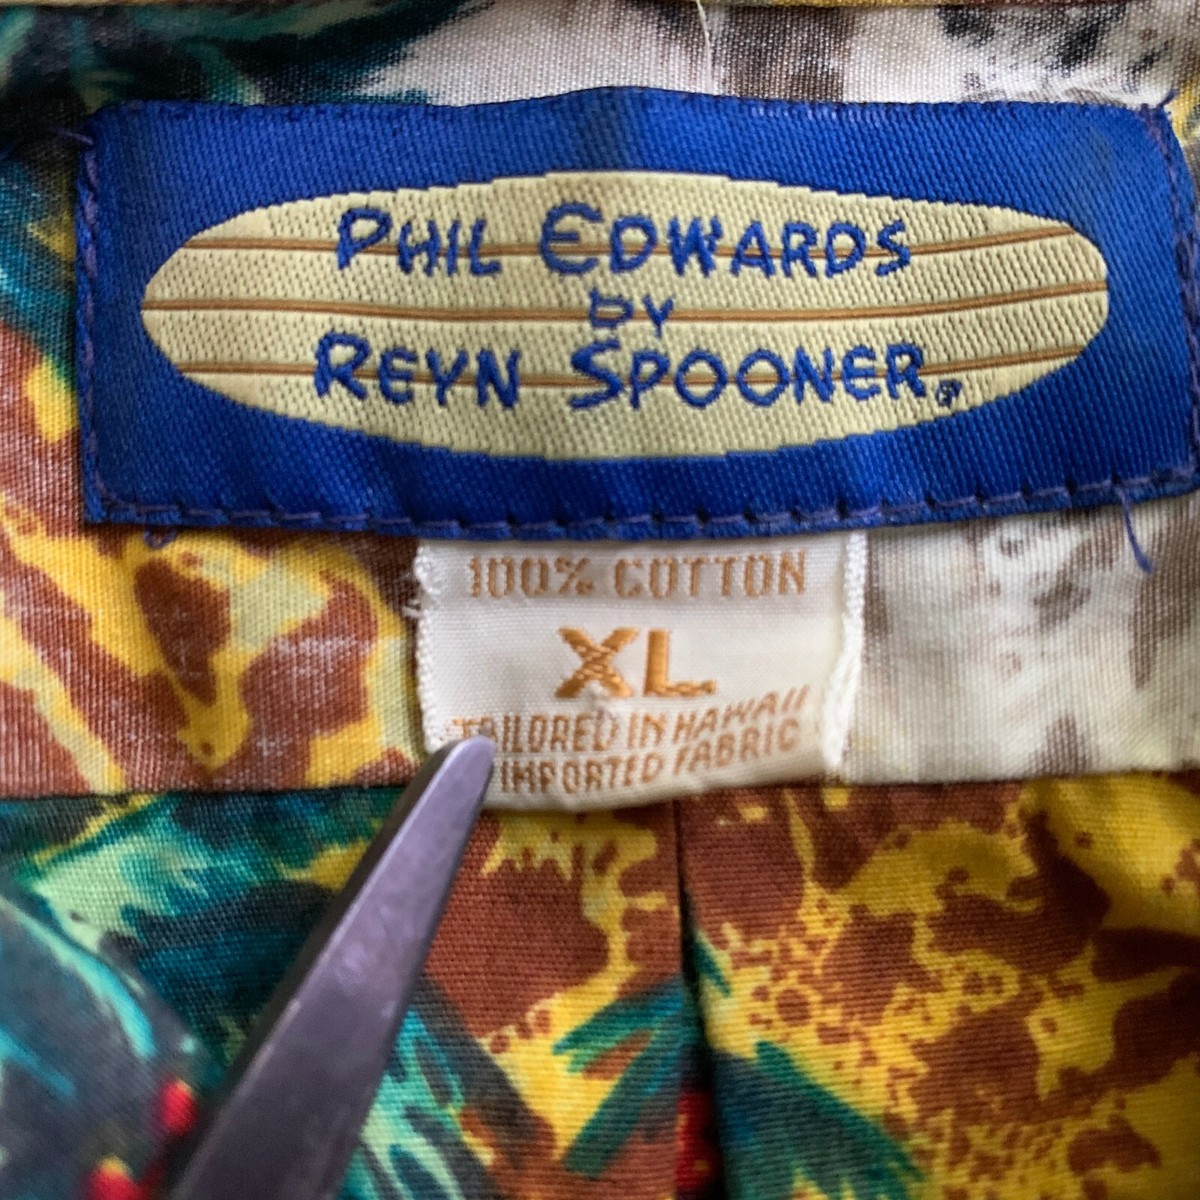 PHIL EDWARDS
by
REYN SPOONER®
100% COTTON
XL
TAILORED IN HAWAII
IMPORTED FABRIC